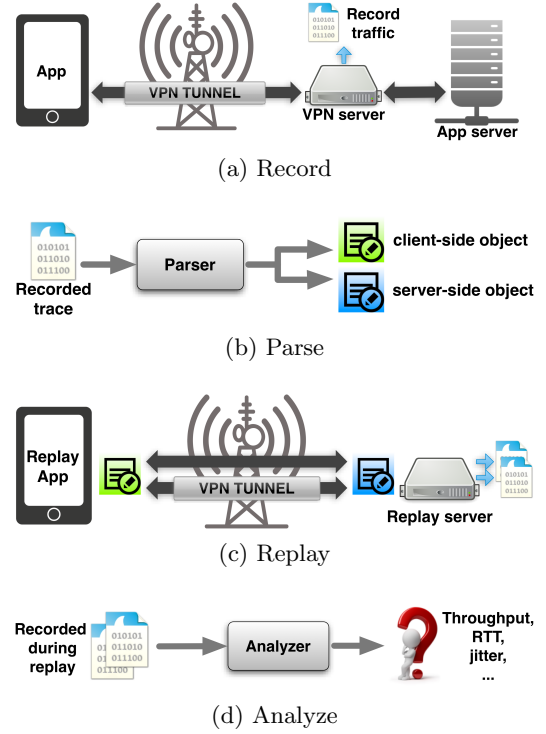 Record
traffic
010101
011010
011100
App
VPN TUNNEL
VPN server
App server
(a) Record
010101
011010
011100
Recorded
trace
Parser
client-side object
server-side object
(b) Parse
Replay
App
VPN TUNNEL
010101
011010
011100
Replay server
(c) Replay
Recorded
during
replay
010101
011010
011100
Analyzer
Throughput,
RTT,
jitter,
...
(d) Analyze